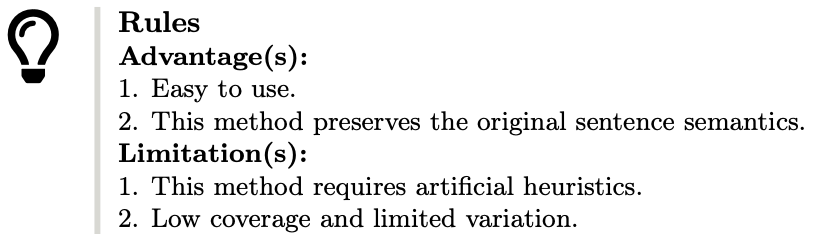 Rules
Advantage(s):
1. Easy to use.
2. This method preserves the original sentence semantics.
Limitation(s):
1. This method requires artificial heuristics.
2. Low coverage and limited variation.